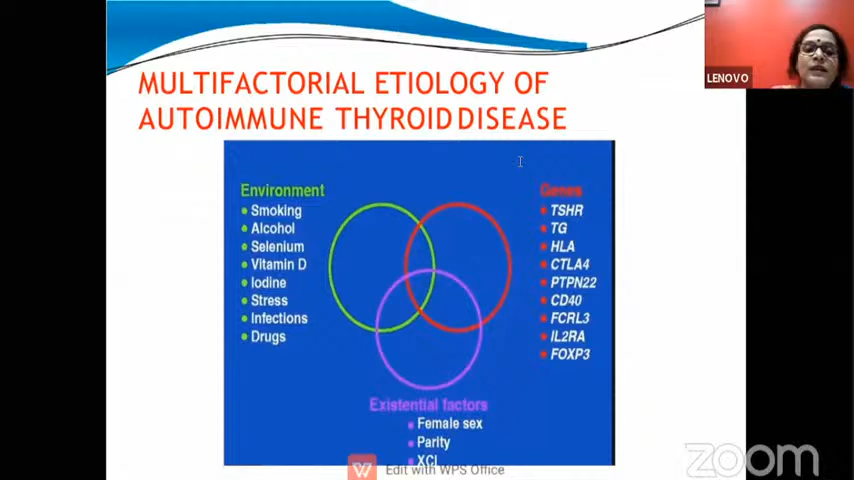 MULTIFACTORIAL ETIOLOGY OF
AUTOIMMUNE THYROID DISEASE
LENOVO
Environment
Smoking
Alcohol
Selenium
Vitamin D
Iodine
Stress
Infections
Drugs
Genes
TSHR
TG
HLA
CTLA4
PTPN22
CD40
FCRL3
IL2RA
FOXP3
Existential factors
Female sex
Parity
XCI
Edit with WPS Office
zoom